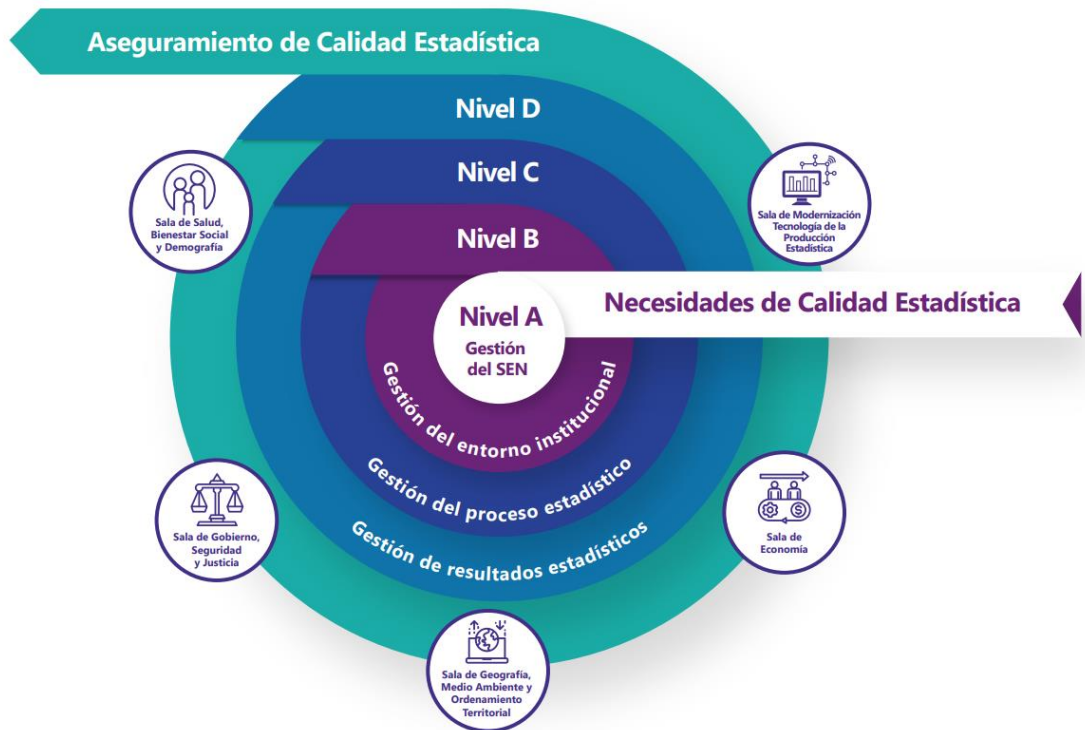 Aseguramiento de Calidad Estadística
Nivel D
Nivel C
Nivel B
Sala de Salud,
Bienestar Social
y Demografía
Sala de Modernización
Tecnología de la
Producción
Estadística
Necesidades de Calidad Estadística
Nivel A
Gestión
del SEN
Gestión del entorno institucional
Gestión del proceso estadístico
Gestión de resultados estadísticos
Sala de Gobierno,
Seguridad
y Justicia
Sala de
Economía
Sala de Geografía,
Medio Ambiente y
Ordenamiento
Territorial